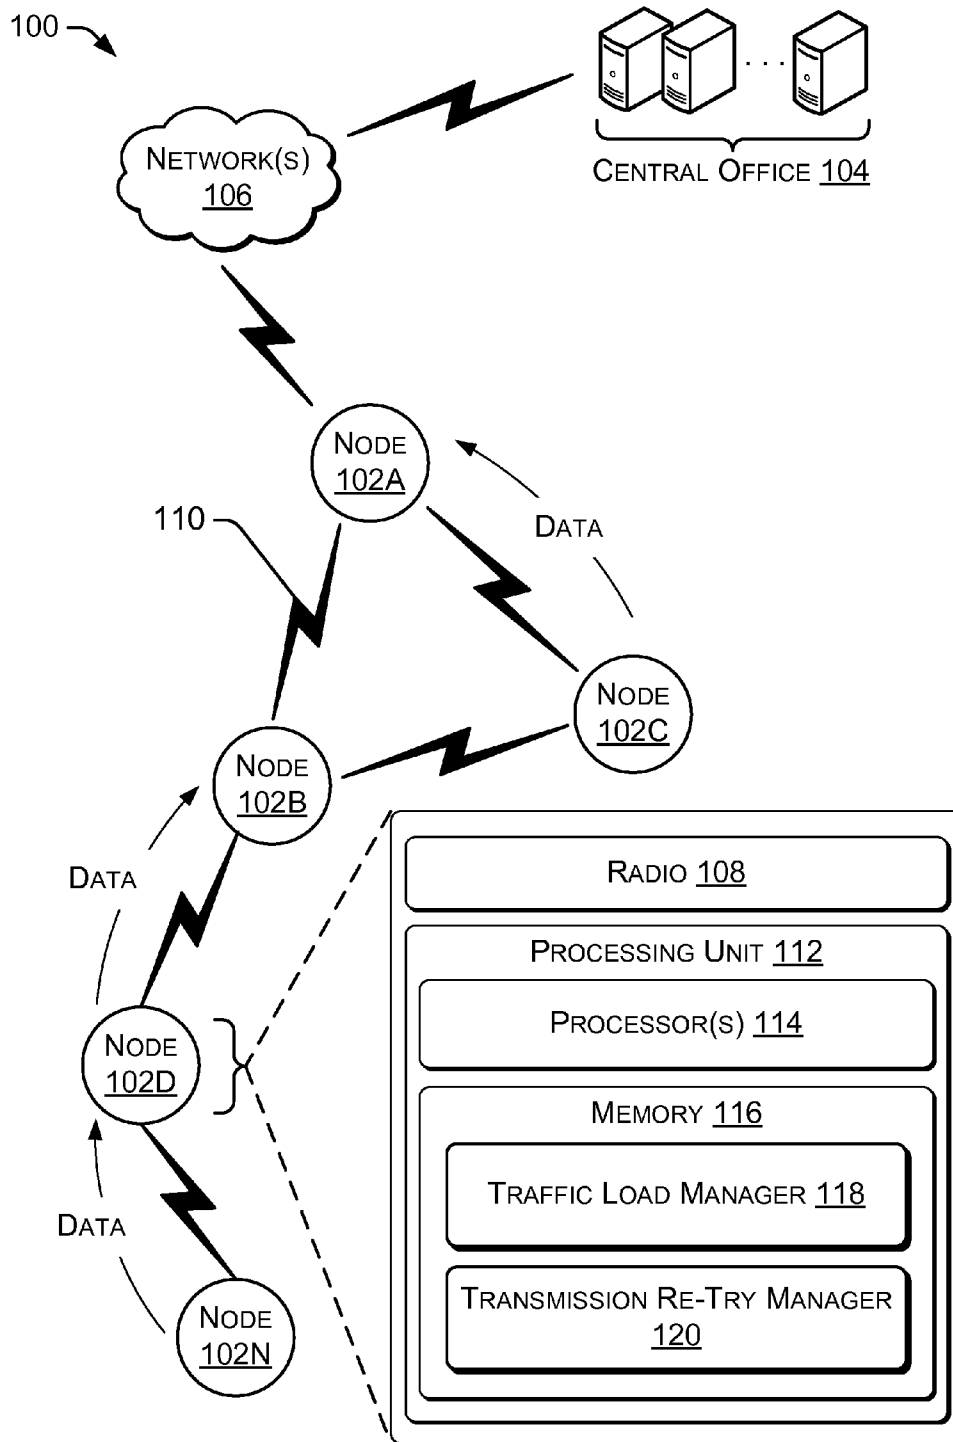 100
NETWORK(S)
106
. . .
CENTRAL OFFICE 104
NODE
102A
110
DATA
NODE
102C
NODE
102B
DATA
RADIO 108
PROCESSING UNIT 112
PROCESSOR(S) 114
NODE
102D
MEMORY 116
TRAFFIC LOAD MANAGER 118
DATA
TRANSMISSION RE-TRY MANAGER
120
NODE
102N